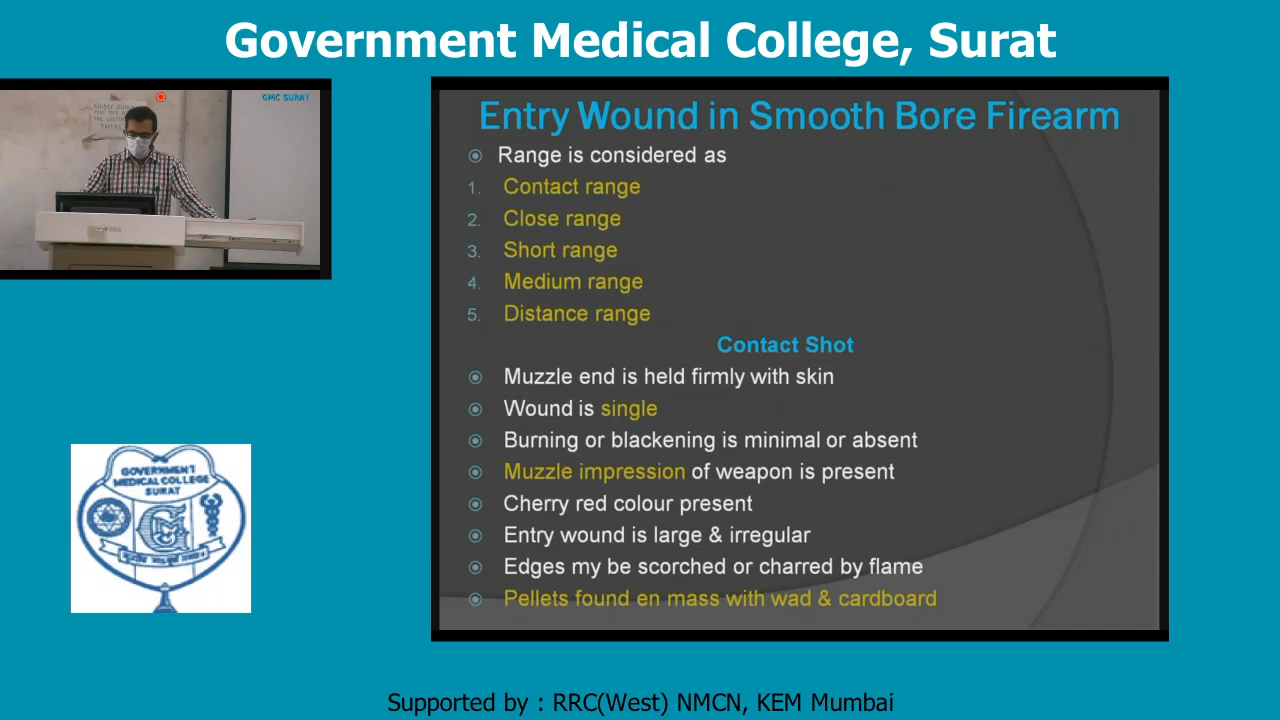 Government Medical College, Surat
GMC SURAT
Entry Wound in Smooth Bore Firearm
Range is considered as
1. Contact range
2. Close range
3. Short range
4. Medium range
5. Distance range
Contact Shot
Muzzle end is held firmly with skin
Wound is single
Burning or blackening is minimal or absent
Muzzle impression of weapon is present
Cherry red colour present
Entry wound is large & irregular
Edges my be scorched or charred by flame
Pellets found en mass with wad & cardboard
GOVERNMENT
MEDICAL COLLEGE
SURAT
Supported by : RRC(West) NMCN, KEM Mumbai